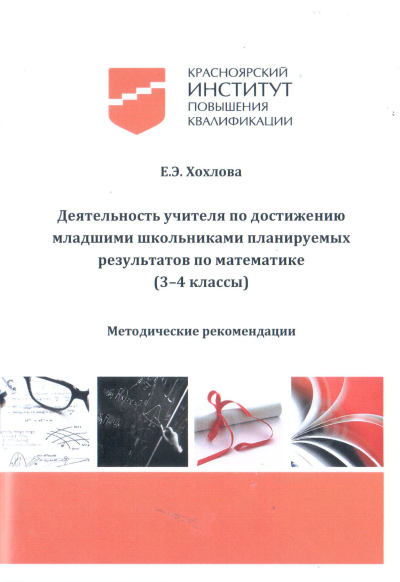 КРАСНОЯРСКИЙ
ИНСТИТУТ
ПОВЫШЕНИЯ
КВАЛИФИКАЦИИ
Е.Э. Хохлова
Деятельность учителя по достижению
младшими школьниками планируемых
результатов по математике
(3–4 классы)
Методические рекомендации